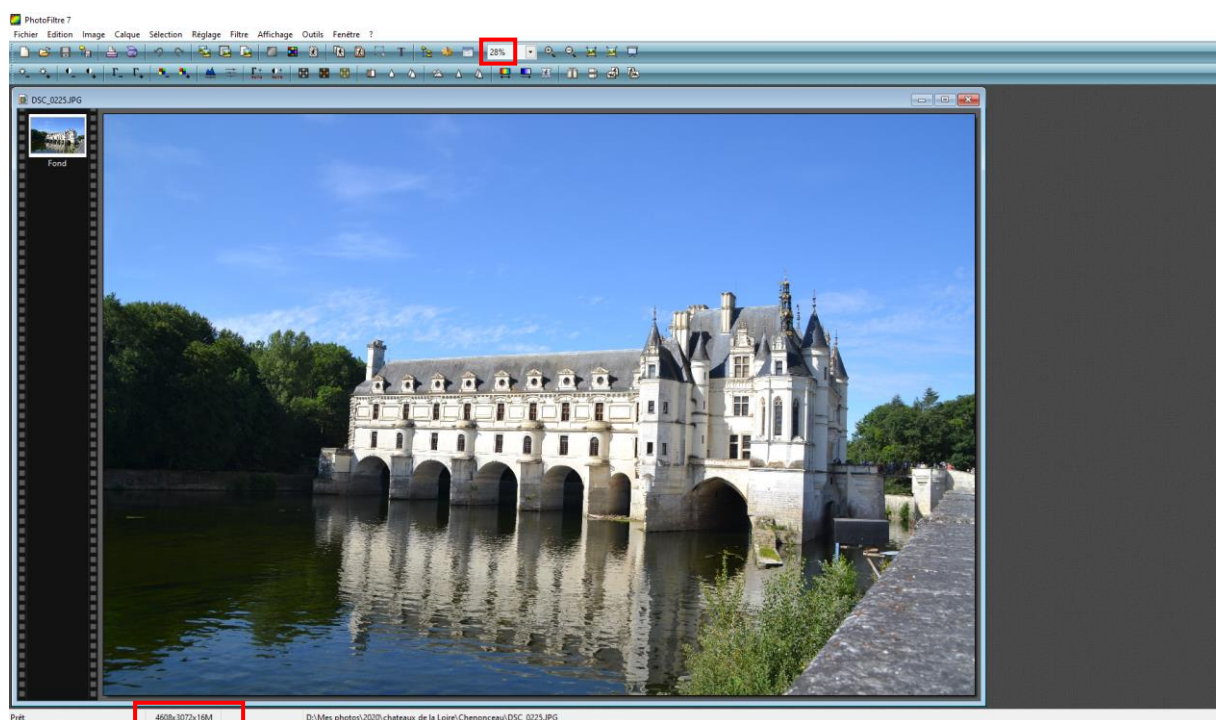 PhotoFiltre 7
Fichier Edition Image Calque Sélection Réglage Filtre Affichage Outils Fenêtre ?
28%
DSC_0225.JPG
Fond
Prêt 4608x3072x16M D:\Mes photos\2020\chateaux de la Loire\Chenonceau\DSC_0225.JPG